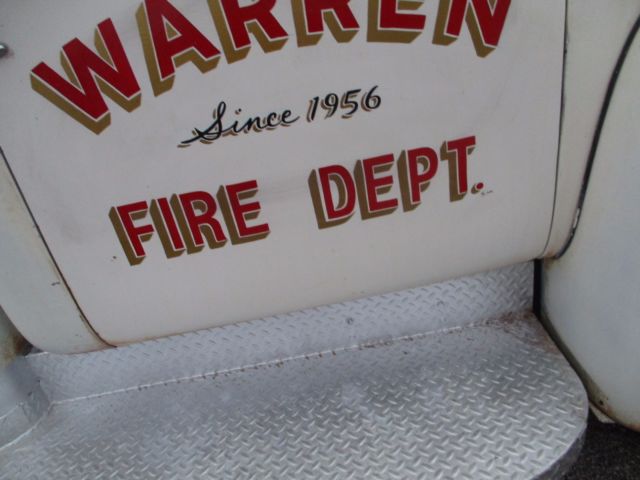 WARREN
Since 1956
FIRE DEPT.